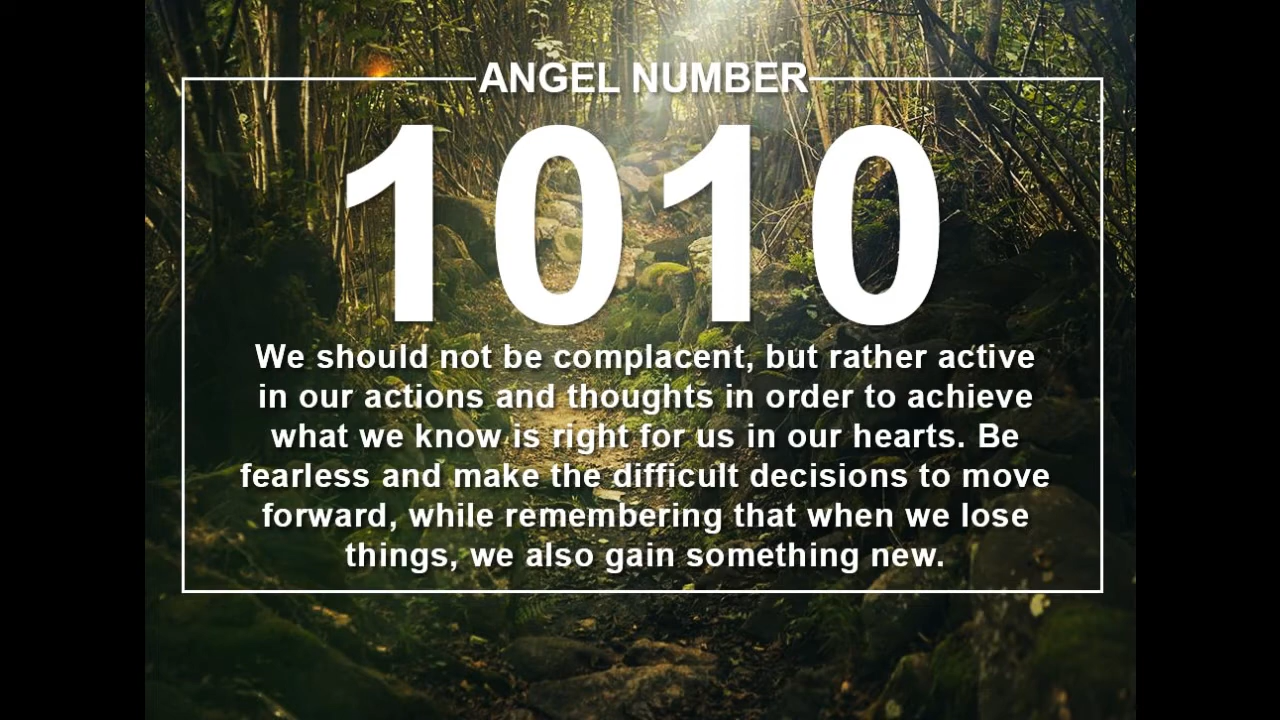 ANGEL NUMBER
1010
We should not be complacent, but rather active
in our actions and thoughts in order to achieve
what we know is right for us in our hearts. Be
fearless and make the difficult decisions to move
forward, while remembering that when we lose
things, we also gain something new.